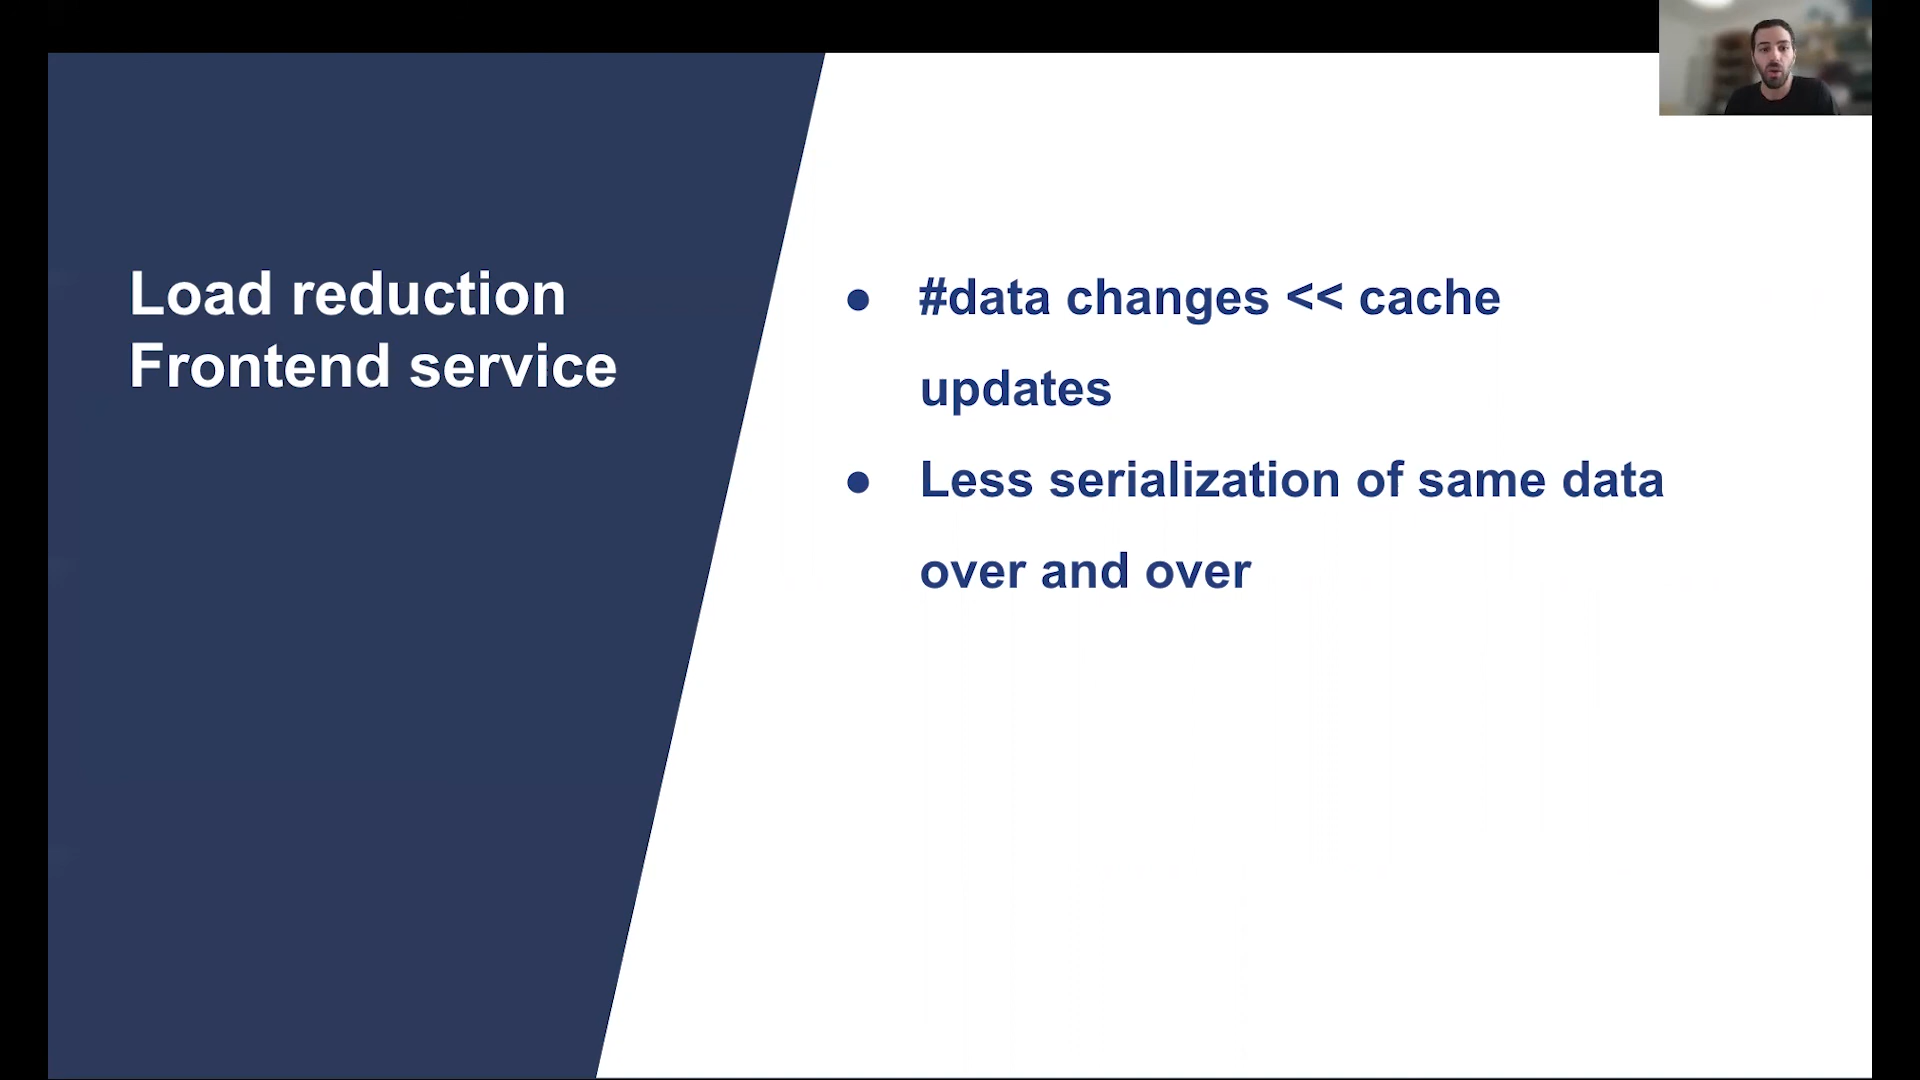 Load reduction
Frontend service
● #data changes << cache
updates
● Less serialization of same data
over and over